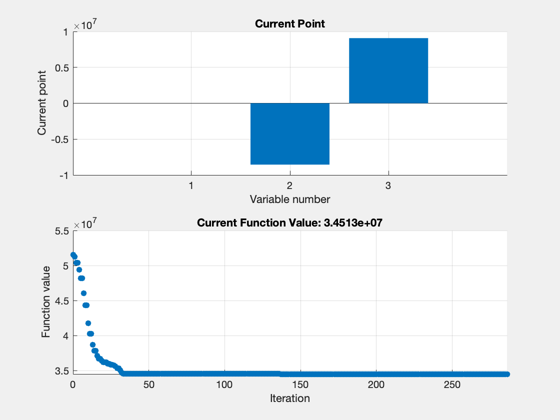 Current Point
×10^7
1
0.5
0
-0.5
-1
Current point
1 2 3
Variable number
Current Function Value: 3.4513e+07
×10^7
5.5
5
4.5
4
3.5
Function value
0 50 100 150 200 250
Iteration